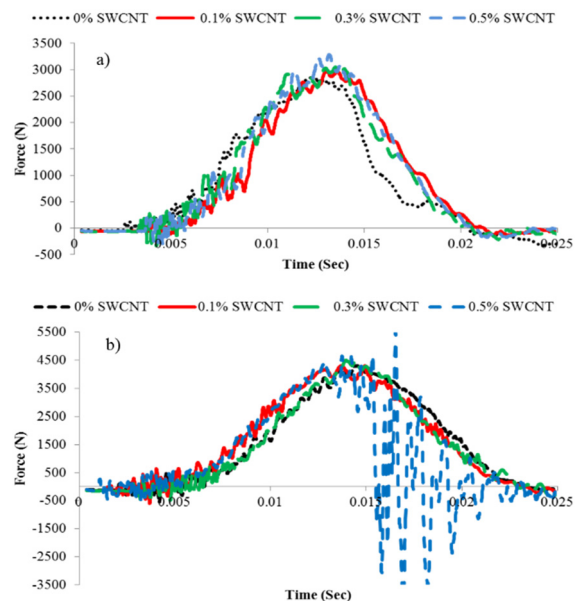 0% SWCNT 0.1% SWCNT 0.3% SWCNT 0.5% SWCNT
a)
3500
3000
2500
2000
1500
1000
500
0
-500
Force (N)
0 0.005 0.01 0.015 0.02 0.025
Time (Sec)
0% SWCNT 0.1% SWCNT 0.3% SWCNT 0.5% SWCNT
b)
5500
4500
3500
2500
1500
500
-500
-1500
-2500
-3500
Force (N)
0 0.005 0.01 0.015 0.02 0.025
Time (Sec)